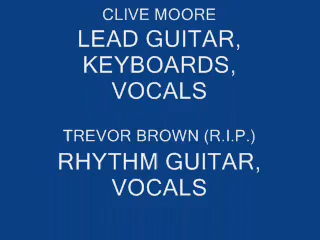 CLIVE MOORE
LEAD GUITAR,
KEYBOARDS,
VOCALS
TREVOR BROWN (R.I.P.)
RHYTHM GUITAR,
VOCALS